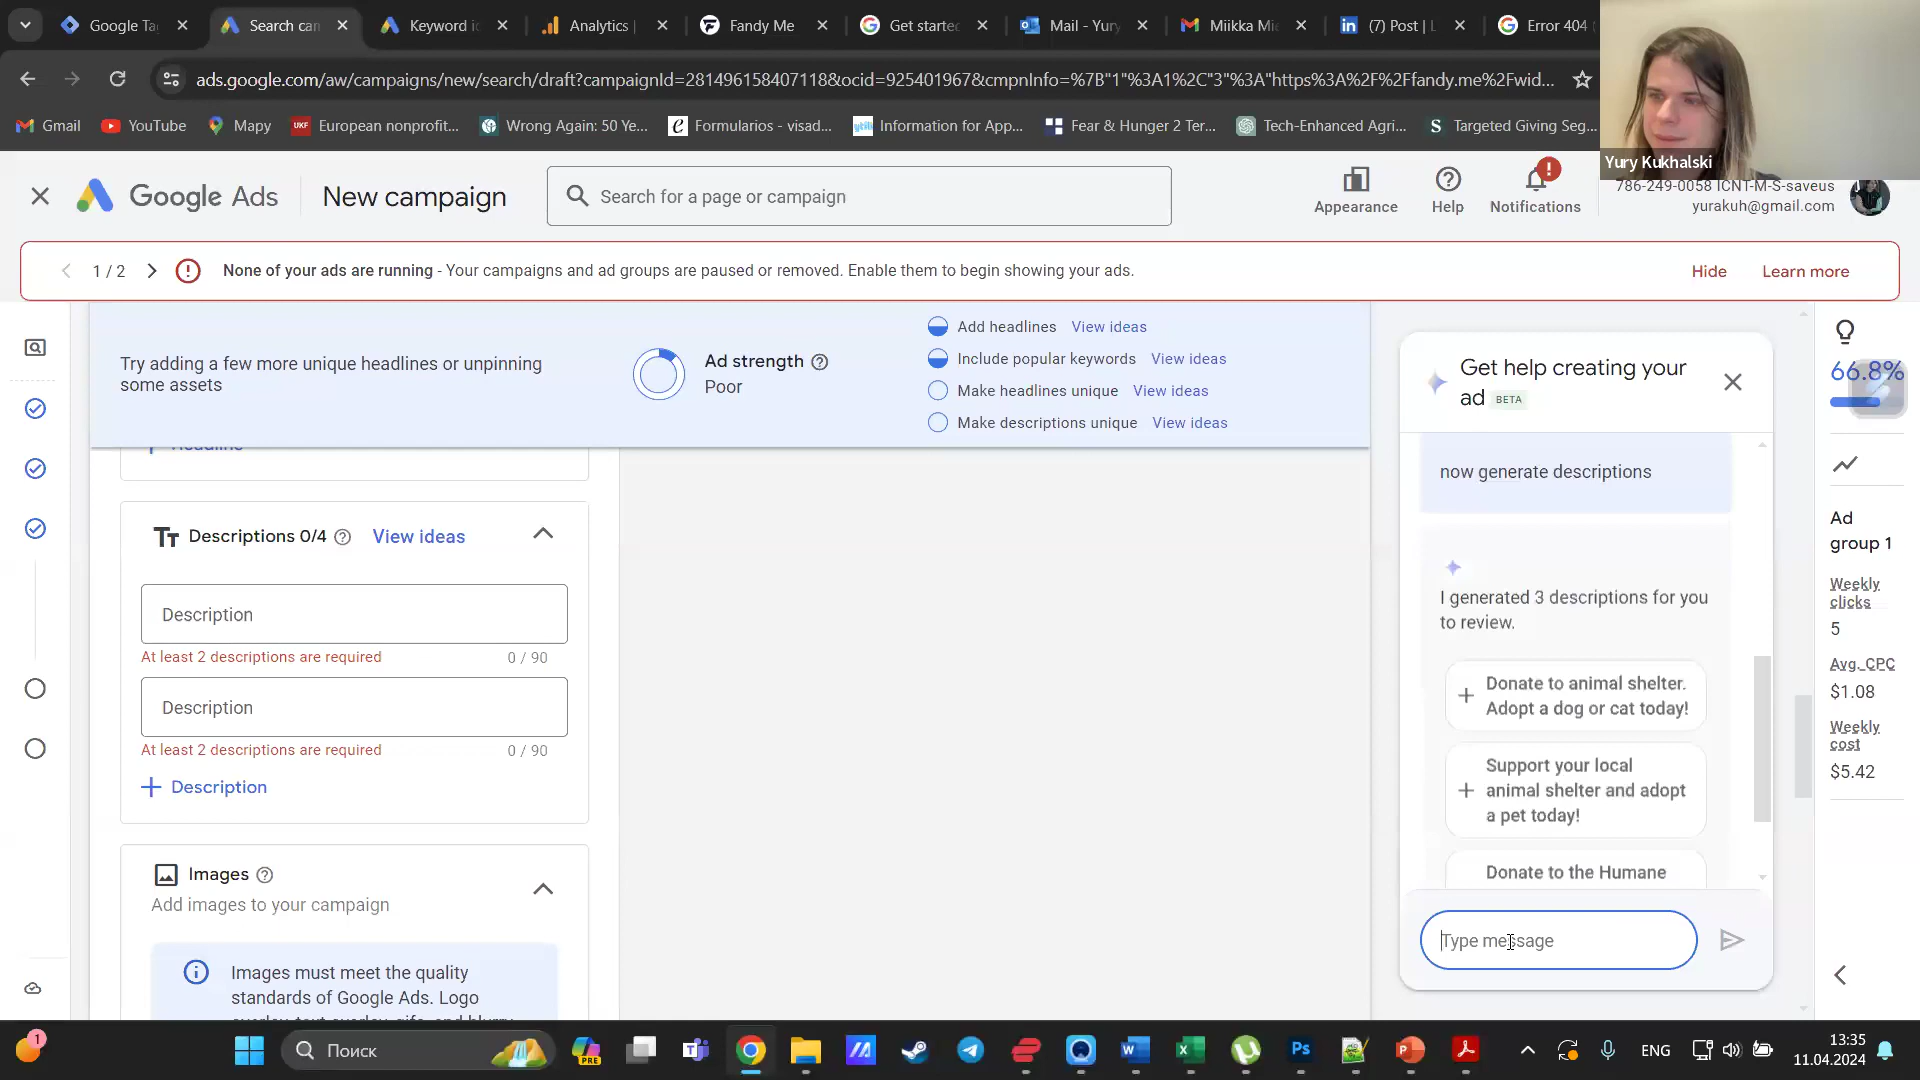 Google Ta
Search can
Keyword i
Analytics |
Fandy Me
Get starte
Mail - Yury
Miikka Mi
(7) Post | L
Error 404
ads.google.com/aw/campaigns/new/search/draft?campaignId=281496158407118&ocid=925401967&cmpnInfo=%7B"1"%3A1%2C"3"%3A"https%3A%2F%2Ffandy.me%2Fwid...
Gmail
YouTube
Mapy
UKF
European nonprofit...
Wrong Again: 50 Ye...
Formularios - visad...
Information for App...
Fear & Hunger 2 Ter...
Tech-Enhanced Agri...
S
Targeted Giving Seg...
Yury Kukhalski
Google Ads
New campaign
Search for a page or campaign
Appearance
Help
Notifications
786-249-0058 ICNT-M-S-saveus
yurakuh@gmail.com
1 / 2
None of your ads are running - Your campaigns and ad groups are paused or removed. Enable them to begin showing your ads.
Hide
Learn more
Try adding a few more unique headlines or unpinning some assets
Ad strength
Poor
Add headlines View ideas
Include popular keywords View ideas
Make headlines unique View ideas
Make descriptions unique View ideas
Headline
Descriptions 0/4
View ideas
Description
At least 2 descriptions are required
0 / 90
Description
At least 2 descriptions are required
0 / 90
Description
Images
Add images to your campaign
Images must meet the quality
standards of Google Ads. Logo
Get help creating your
ad BETA
now generate descriptions
I generated 3 descriptions for you
to review.
Donate to animal shelter.
Adopt a dog or cat today!
Support your local
animal shelter and adopt
a pet today!
Donate to the Humane
Type message
66.8%
Ad
group 1
Weekly
clicks
5
Avg. CPC
$1.08
Weekly
cost
$5.42
1
Поиск
PRE
ENG
13:35
11.04.2024